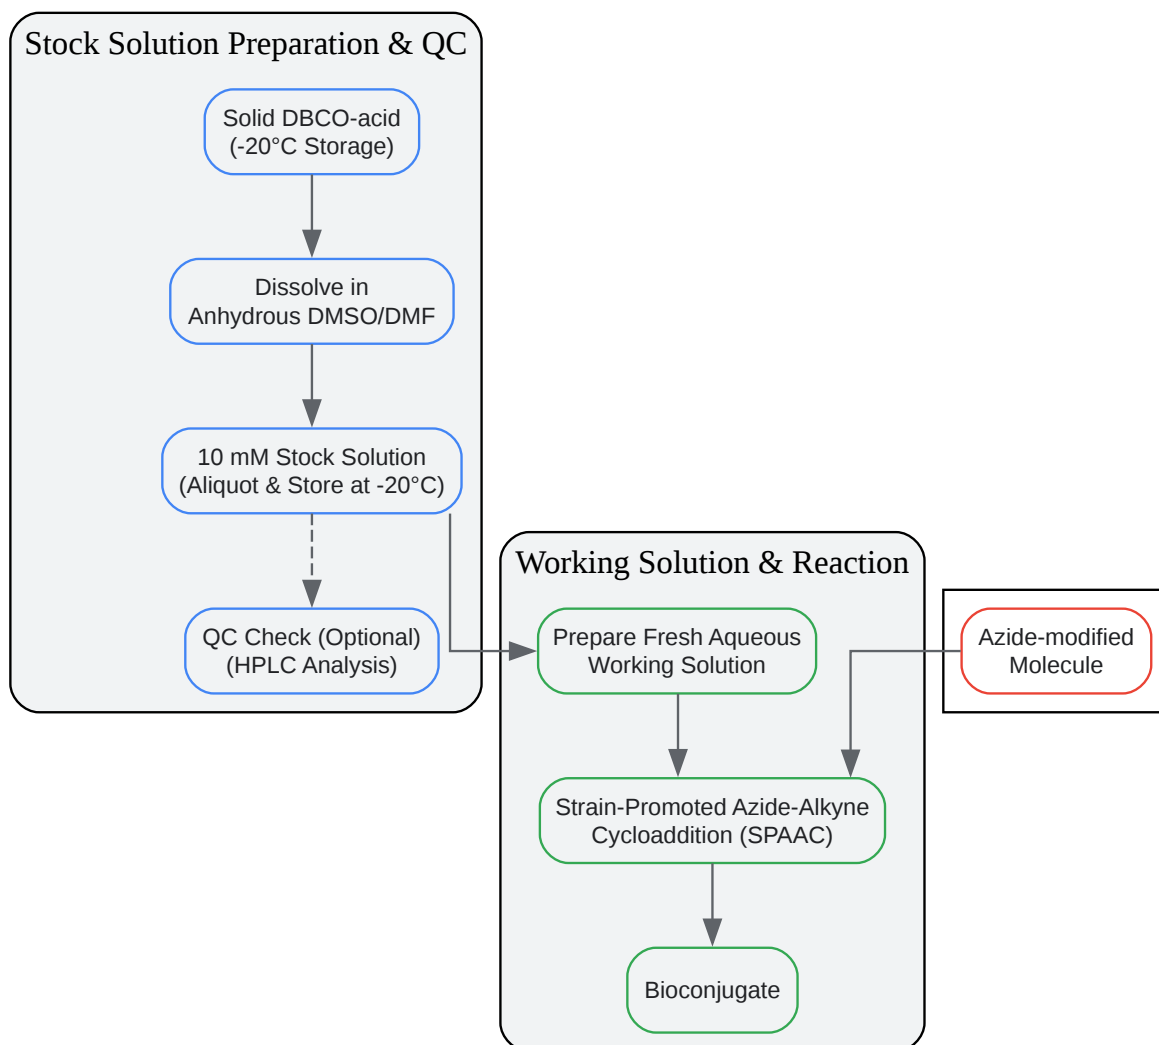 Stock Solution Preparation & QC
Solid DBCO-acid
(-20°C Storage)
Dissolve in
Anhydrous DMSO/DMF
10 mM Stock Solution
(Aliquot & Store at -20°C)
QC Check (Optional)
(HPLC Analysis)
Working Solution & Reaction
Prepare Fresh Aqueous
Working Solution
Azide-modified
Molecule
Strain-Promoted Azide-Alkyne
Cycloaddition (SPAAC)
Bioconjugate